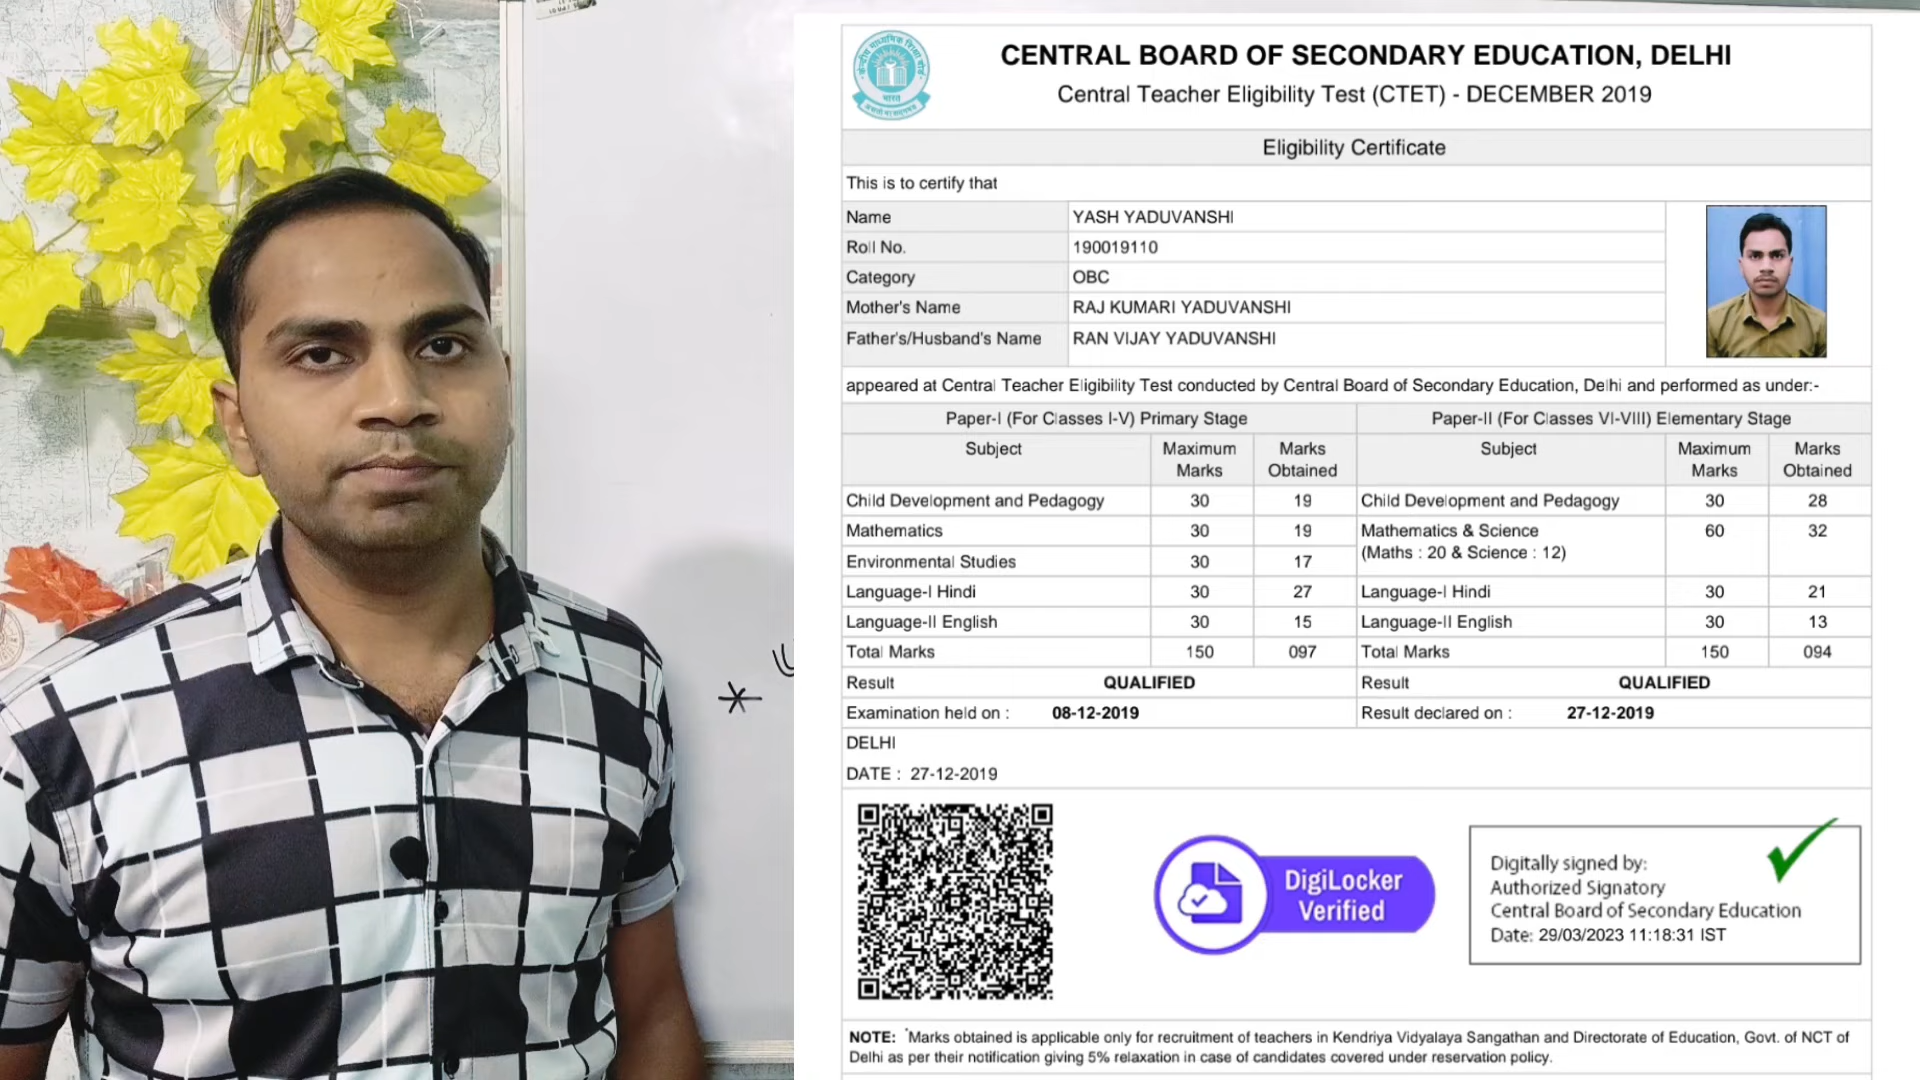 CENTRAL BOARD OF SECONDARY EDUCATION, DELHI
Central Teacher Eligibility Test (CTET) - DECEMBER 2019
भारत
Eligibility Certificate
This is to certify that
Name YASH YADUVANSHI
Roll No. 190019110
Category OBC
Mother's Name RAJ KUMARI YADUVANSHI
Father's/Husband's Name RAN VIJAY YADUVANSHI
appeared at Central Teacher Eligibility Test conducted by Central Board of Secondary Education, Delhi and performed as under:-
Paper-I (For Classes I-V) Primary Stage Paper-II (For Classes VI-VIII) Elementary Stage
Subject Maximum Marks Marks Obtained Subject Maximum Marks Marks Obtained
Child Development and Pedagogy 30 19 Child Development and Pedagogy 30 28
Mathematics 30 19 Mathematics & Science 60 32
(Maths : 20 & Science : 12)
Environmental Studies 30 17
Language-I Hindi 30 27 Language-I Hindi 30 21
Language-II English 30 15 Language-II English 30 13
Total Marks 150 097 Total Marks 150 094
Result QUALIFIED Result QUALIFIED
Examination held on : 08-12-2019 Result declared on : 27-12-2019
DELHI
DATE : 27-12-2019
DigiLocker
Verified
Digitally signed by:
Authorized Signatory
Central Board of Secondary Education
Date: 29/03/2023 11:18:31 IST
NOTE: *Marks obtained is applicable only for recruitment of teachers in Kendriya Vidyalaya Sangathan and Directorate of Education, Govt. of NCT of
Delhi as per their notification giving 5% relaxation in case of candidates covered under reservation policy.